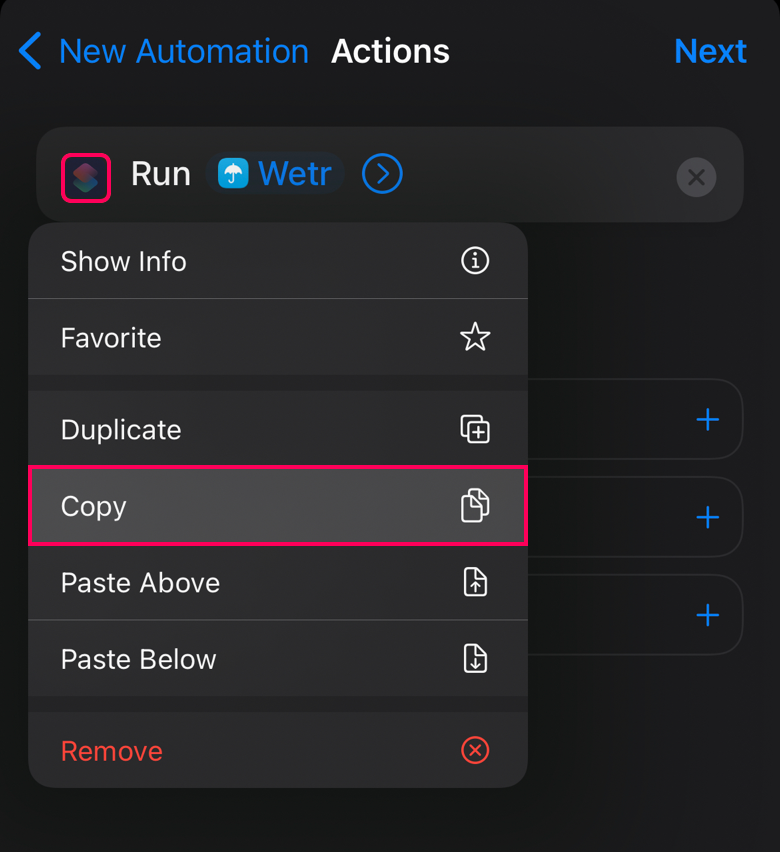 New Automation Actions Next
Run Wetr
Show Info
Favorite
Duplicate
Copy
Paste Above
Paste Below
Remove